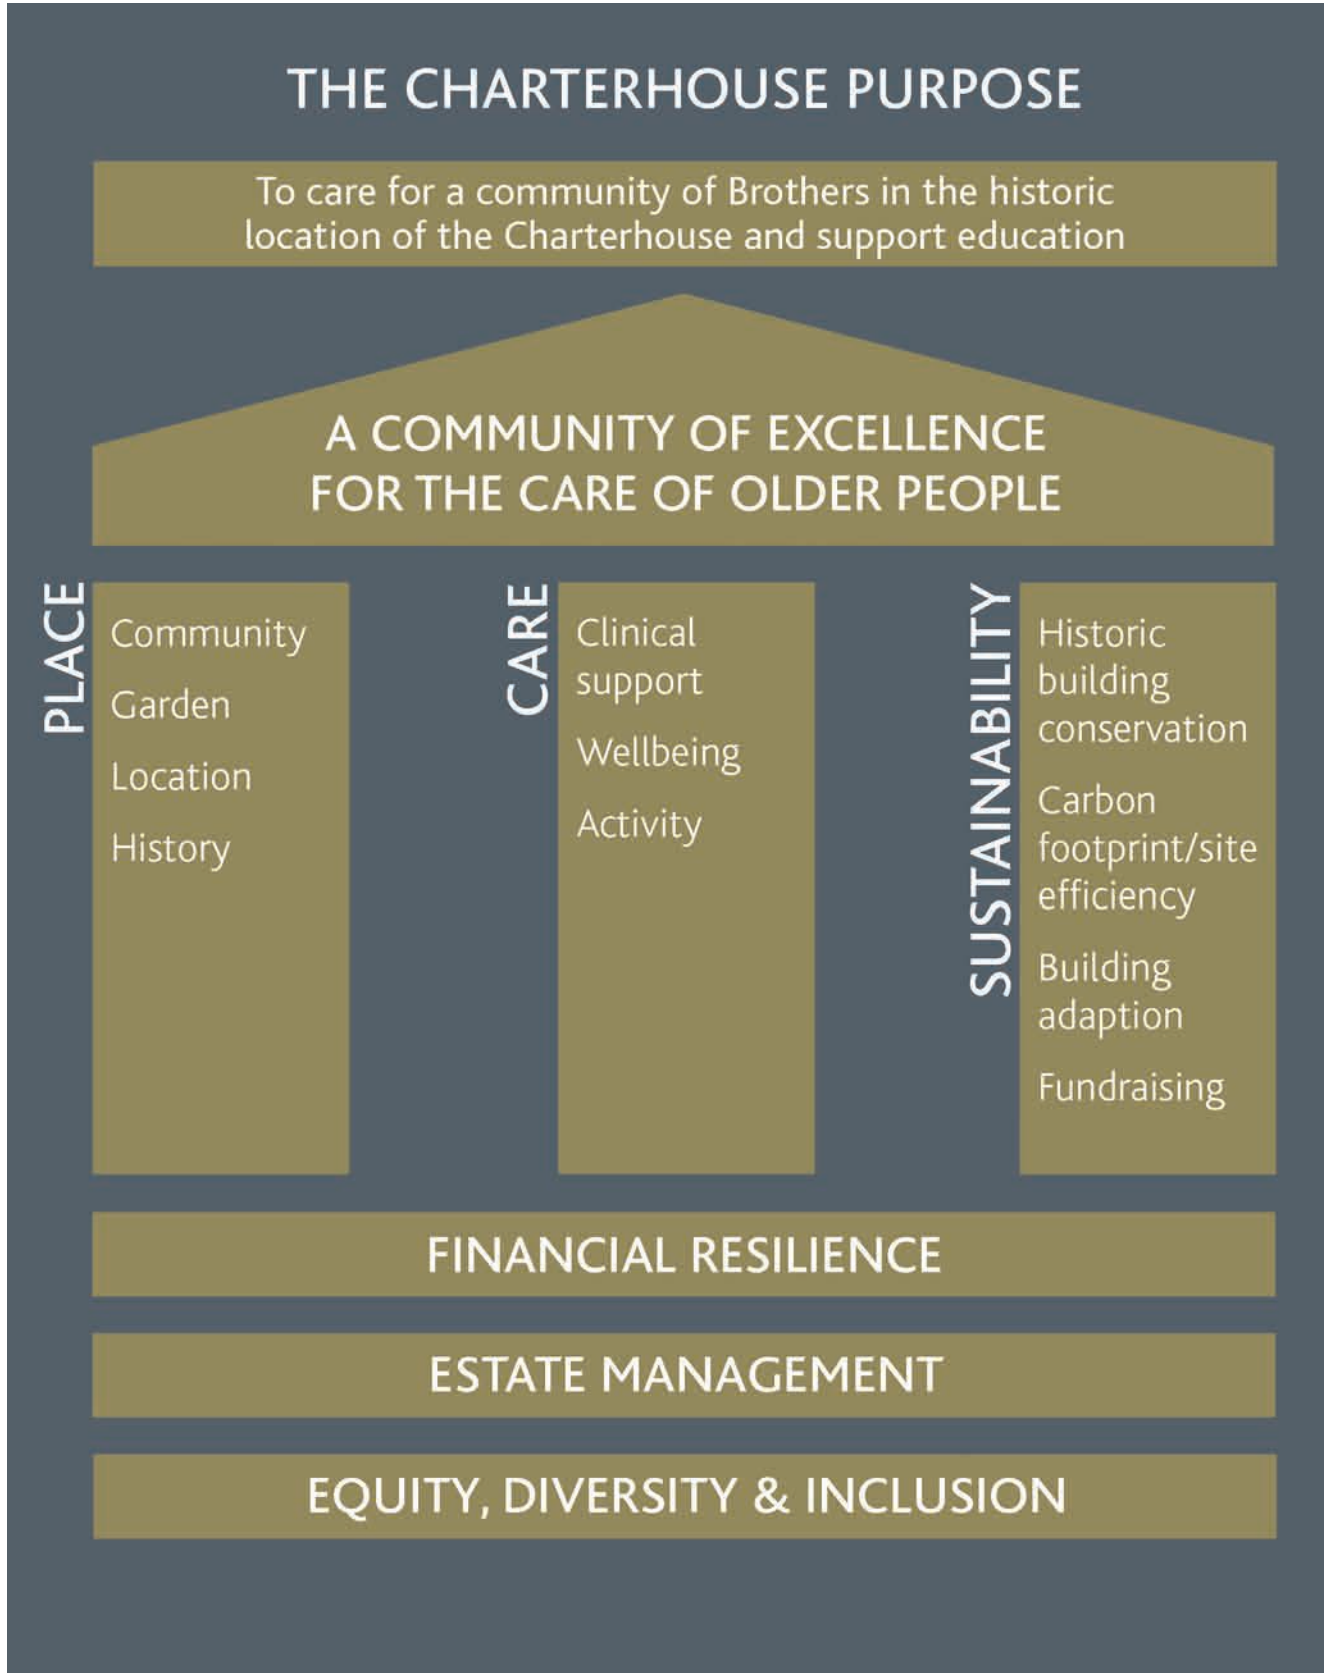 THE CHARTERHOUSE PURPOSE
To care for a community of Brothers in the historic
location of the Charterhouse and support education
A COMMUNITY OF EXCELLENCE
FOR THE CARE OF OLDER PEOPLE
PLACE
Community
Garden
Location
History
CARE
Clinical
support
Wellbeing
Activity
SUSTAINABILITY
Historic
building
conservation
Carbon
footprint/site
efficiency
Building
adaption
Fundraising
FINANCIAL RESILIENCE
ESTATE MANAGEMENT
EQUITY, DIVERSITY & INCLUSION